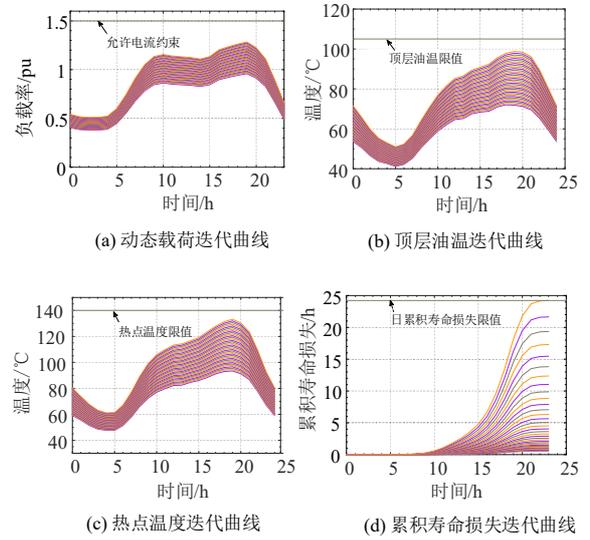 1.5
1
0.5
0
0
5
10
15
20
负载率/pu
时间/h
允许电流约束
(a) 动态载荷迭代曲线
120
100
80
60
40
0
5
10
15
20
25
温度/℃
时间/h
顶层油温限值
(b) 顶层油温迭代曲线
140
120
100
80
60
40
0
5
10
15
20
25
温度/℃
时间/h
热点温度限值
(c) 热点温度迭代曲线
25
20
15
10
5
0
0
5
10
15
20
25
累积寿命损失/h
时间/h
日累积寿命损失限值
(d) 累积寿命损失迭代曲线